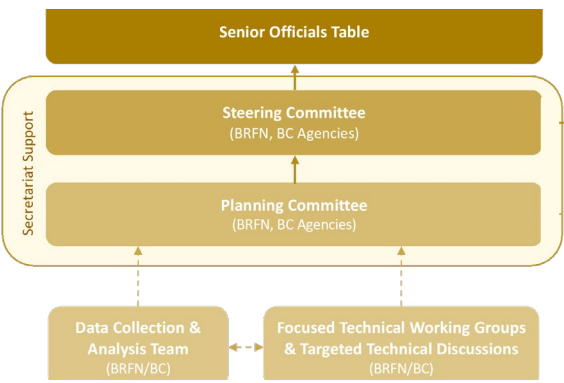 Senior Officials Table
Steering Committee
(BRFN, BC Agencies)
Secretariat Support
Planning Committee
(BRFN, BC Agencies)
Data Collection &
Analysis Team
(BRFN/BC)
Focused Technical Working Groups
& Targeted Technical Discussions
(BRFN/BC)